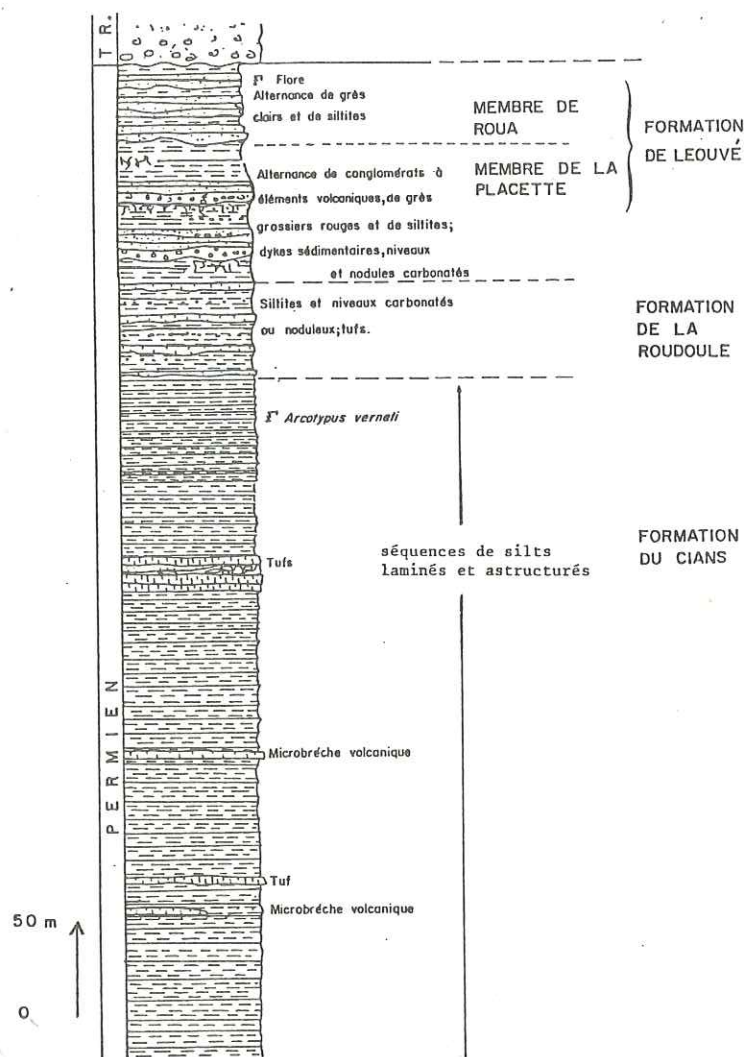 T R.
F Flore
Alternance de grès
clairs et de siltites
MEMBRE DE
ROUA
FORMATION
DE LEOUVÉ
Alternance de conglomérats à
éléments volcaniques,de grès
grossiers rouges et de siltites;
dykes sédimentaires,niveaux
et nodules carbonatés
MEMBRE DE LA
PLACETTE
Siltites et niveaux carbonatés
ou noduleux;tufs.
FORMATION
DE LA
ROUDOULE
F Arcotypus verneti
séquences de silts
laminés et astructurés
FORMATION
DU CIANS
Tufs
PERMIEN
Microbréche volcanique
Tuf
Microbréche volcanique
50 m
0